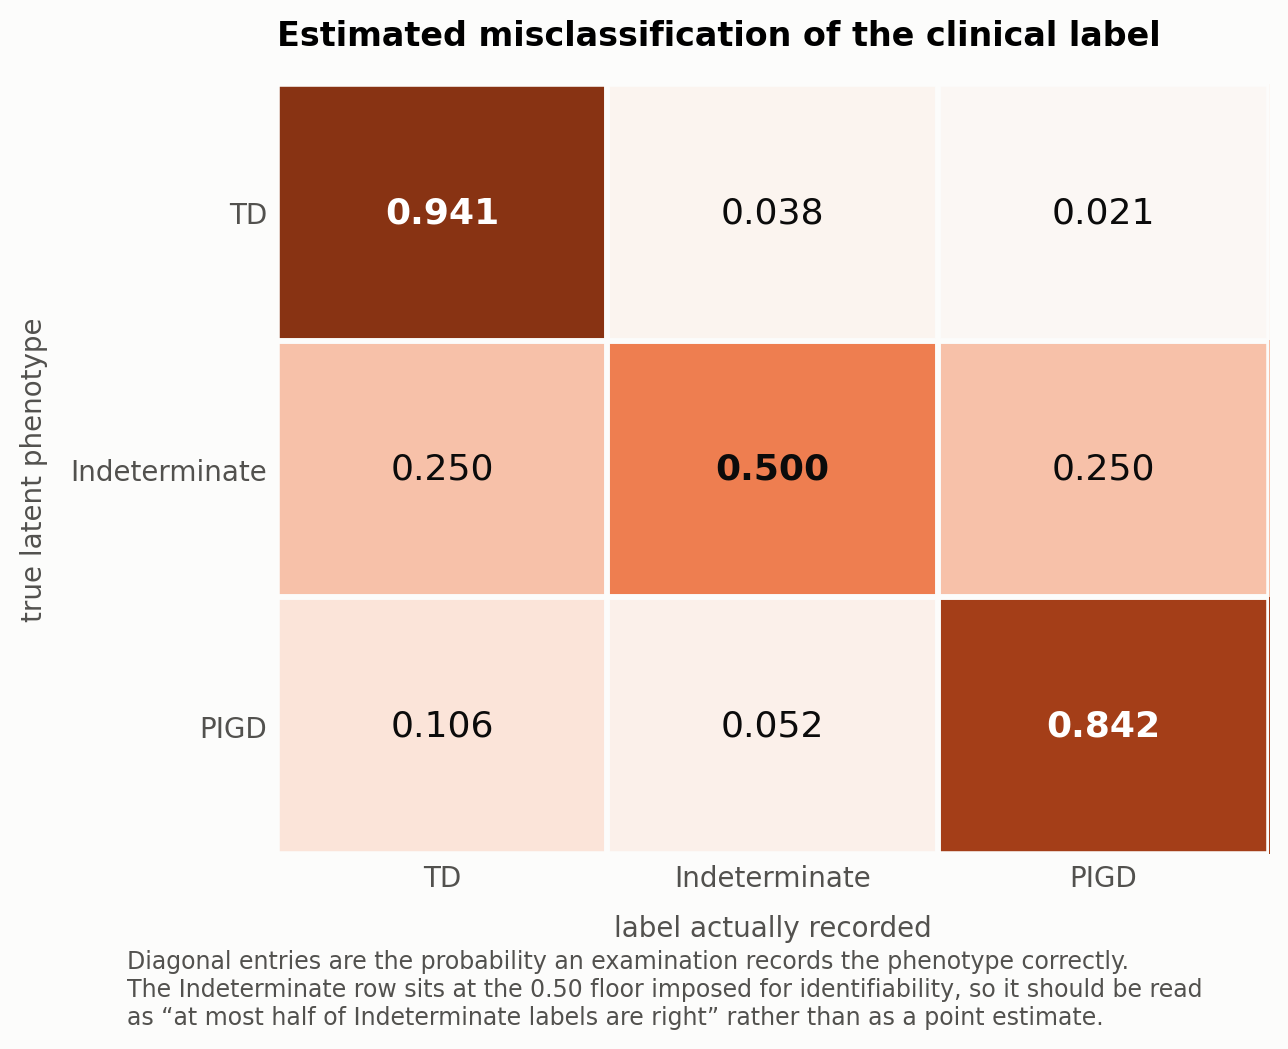 Estimated misclassification of the clinical label
true latent phenotype
TD
0.941
0.038
0.021
Indeterminate
0.250
0.500
0.250
PIGD
0.106
0.052
0.842
TD
Indeterminate
PIGD
label actually recorded
Diagonal entries are the probability an examination records the phenotype correctly.
The Indeterminate row sits at the 0.50 floor imposed for identifiability, so it should be read
as “at most half of Indeterminate labels are right” rather than as a point estimate.